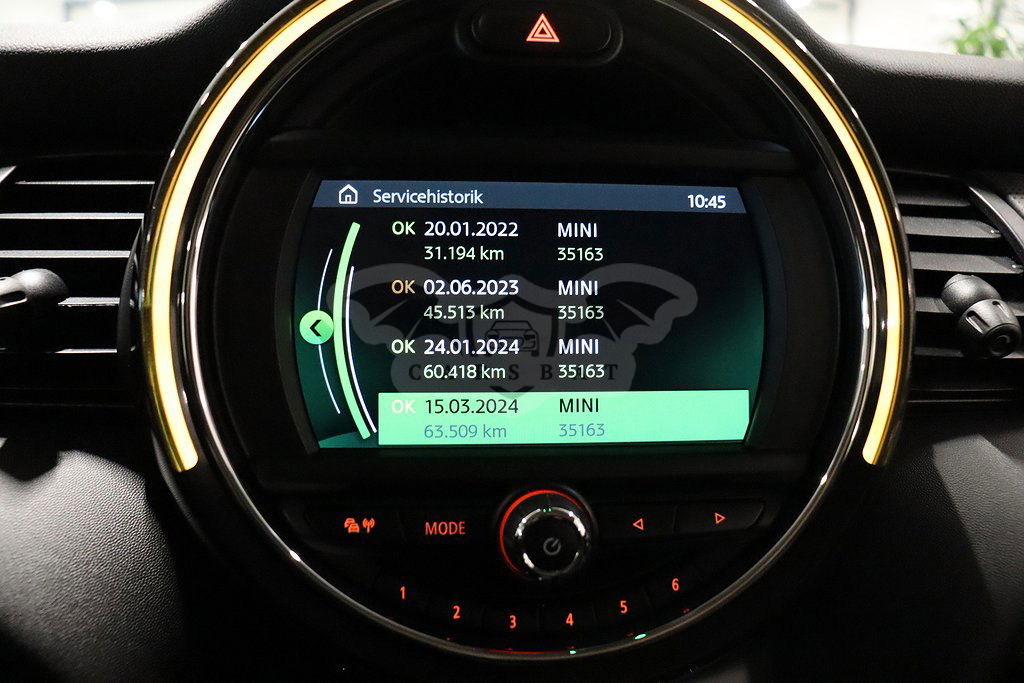 Servicehistorik 10:45
OK 20.01.2022 MINI
31.194 km 35163
OK 02.06.2023 MINI
45.513 km 35163
OK 24.01.2024 MINI
60.418 km 35163
OK 15.03.2024 MINI
63.509 km 35163
MODE
1 2 3 4 5 6